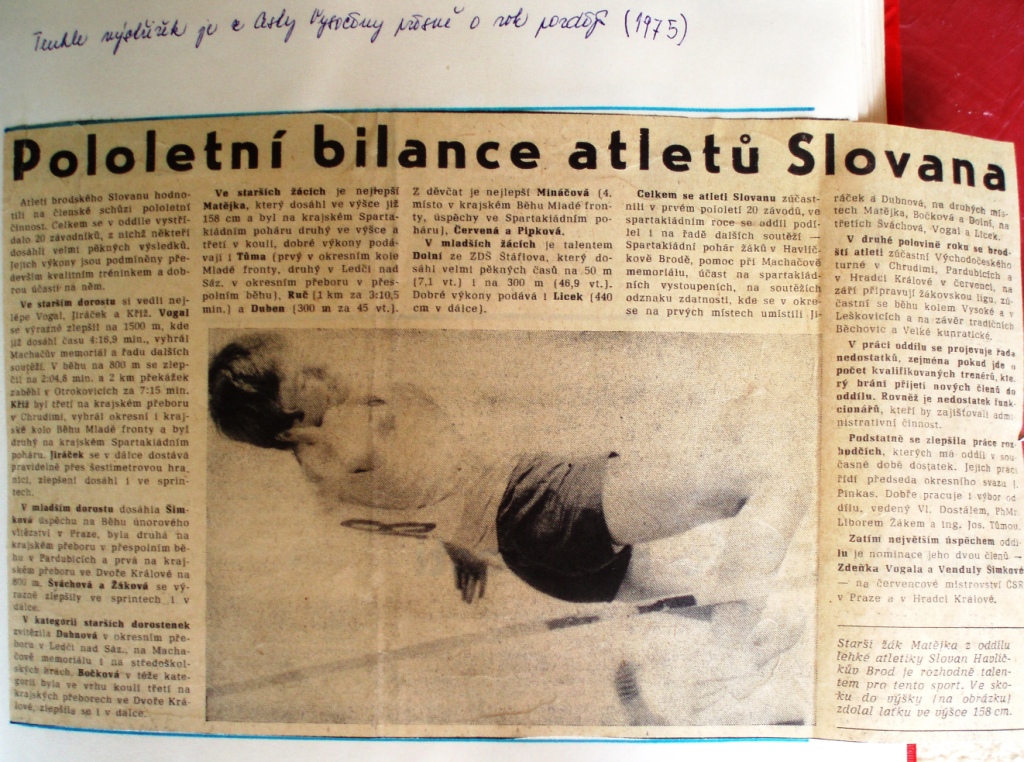 Tenhle výstřižek je z Cesty Vysočiny přesně o rok později (1975)
Pololetní bilance atletů Slovana
Atleti brodského Slovanu hodno-
tili na členské schůzi pololetní
činnost. Celkem se v oddílu vystří-
dalo 20 závodníků, z nichž někteří
dosáhli velmi pěkných výsledků.
Jejich výkony jsou podmíněny pře-
devším kvalitním tréninkem a dob-
rou účastí na něm.
Ve starším dorostu si vedli nej-
lépe Vogal, Jiráček a Kříž. Vogal
se výrazně zlepšil na 1500 m, kde
již dosáhl času 4:16,9 min., vyhrál
Machačův memoriál a řadu dalších
soutěží. V běhu na 800 m se zlep-
šil na 2:04,8 min. a 2 km překážek
zaběhl v Otrokovicích za 7:15 min.
Kříž byl třetí na krajském přeboru
v Chrudimi, vyhrál okresní i kraj-
ské kolo Běhu Mladé fronty a byl
druhý na krajském Spartakiádním
poháru. Jiráček se v dálce dostává
pravidelně přes šestimetrovou hra-
nici, zlepšení dosáhl i ve sprin-
tech.
V mladším dorostu dosáhla Šim-
ková úspěchu na Běhu únorového
vítězství v Praze, byla druhá na
krajském přeboru v přespolním bě-
hu v Pardubicích a prvá na kraj-
ském přeboru ve Dvoře Králové na
800 m. Sváchová a Žáková se vý-
razně zlepšily ve sprintech i v
dálce.
V kategorii starších dorostenek
zvítězila Dubnová v okresním pře-
boru v Ledči nad Sáz., na Macha-
čově memoriálu i na středoškol-
ských hrách. Bočková v téže kate-
gorii byla ve vrhu koulí třetí na
krajských přeborech ve Dvoře Krá-
lové, zlepšila se i v dálce.
Ve starších žácích je nejlepší
Matějka, který dosáhl ve výšce již
158 cm a byl na krajském Sparta-
kiádním poháru druhý ve výšce a
třetí v kouli, dobré výkony podá-
vají i Tůma (prvý v okresním kole
Mladé fronty, druhý v Ledči nad
Sáz. v okresním přeboru v přes-
polním běhu), Ruč (1 km za 3:10,5
min.) a Duben (300 m za 45 vt.).
Z děvčat je nejlepší Mináčová (4.
místo v krajském Běhu Mladé fron-
ty, úspěchy ve Spartakiádním po-
háru), Červená a Pipková.
V mladších žácích je talentem
Dolní ze ZDŠ Štáflova, který do-
sáhl velmi pěkných časů na 50 m
(7,1 vt.) i na 300 m (46,9 vt.).
Dobré výkony podává i Licek (440
cm v dálce).
Celkem se atleti Slovanu zúčast-
nili v prvém pololetí 20 závodů, ve
spartakiádním roce se oddíl podí-
lel i na řadě dalších soutěží —
Spartakiádní pohár žáků v Havlíč-
kově Brodě, pomoc při Machačově
memoriálu, účast na spartakiád-
ních vystoupeních, na soutěžích
odznaku zdatnosti, kde se v okre-
se na prvých místech umístili Ji-
ráček a Dubnová, na druhých mís-
tech Matějka, Bočková a Dolní, na
třetích Sváchová, Vogal a Licek.
V druhé polovině roku se brod-
ští atleti zúčastní Východočeského
turné v Chrudimi, Pardubicích a
v Hradci Králové v červenci, na
září připravují žákovskou ligu, zú-
častní se běhu kolem Vysoké a v
Leškovicích a na závěr tradičních
Běchovic a Velké kunratické.
V práci oddílu se projevuje řada
nedostatků, zejména pokud jde o
počet kvalifikovaných trenérů, kte-
rý brání přijetí nových členů do
oddílu. Rovněž je nedostatek funk-
cionářů, kteří by zajišťovali admi-
nistrativní činnost.
Podstatně se zlepšila práce roz-
hodčích, kterých má oddíl v sou-
časné době dostatek. Jejich práci
řídí předseda okresního svazu J.
Pinkas. Dobře pracuje i výbor od-
dílu, vedený Vl. Dostálem, PhMr.
Liborem Žákem a ing. Jos. Tůmou.
Zatím největším úspěchem oddí-
lu je nominace jeho dvou členů —
Zdeňka Vogala a Venduly Šimkové
— na červencové mistrovství ČSR
v Praze a v Hradci Králové.
Starší žák Matějka z oddílu
lehké atletiky Slovan Havlíč-
kův Brod je rozhodně talen-
tem pro tento sport. Ve sko-
ku do výšky (na obrázku)
zdolal laťku ve výšce 158 cm.